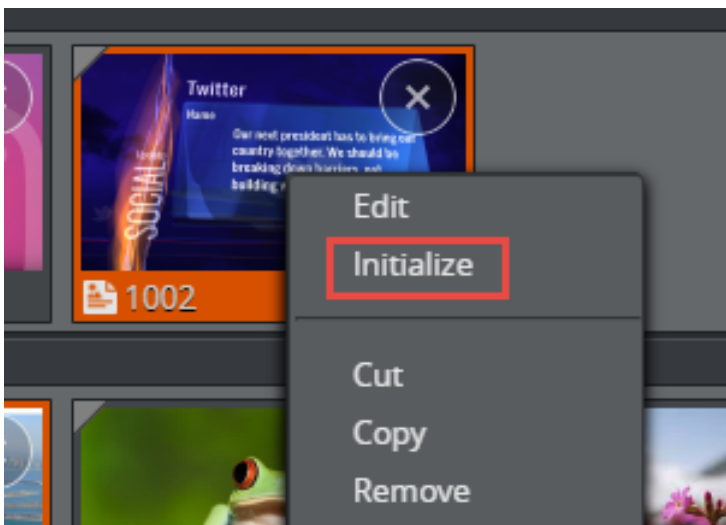 Twitter
Name
Our next president has to bring our
country together. We should be
breaking down barriers, not
building
SOCIAL
1002
Edit
Initialize
Cut
Copy
Remove